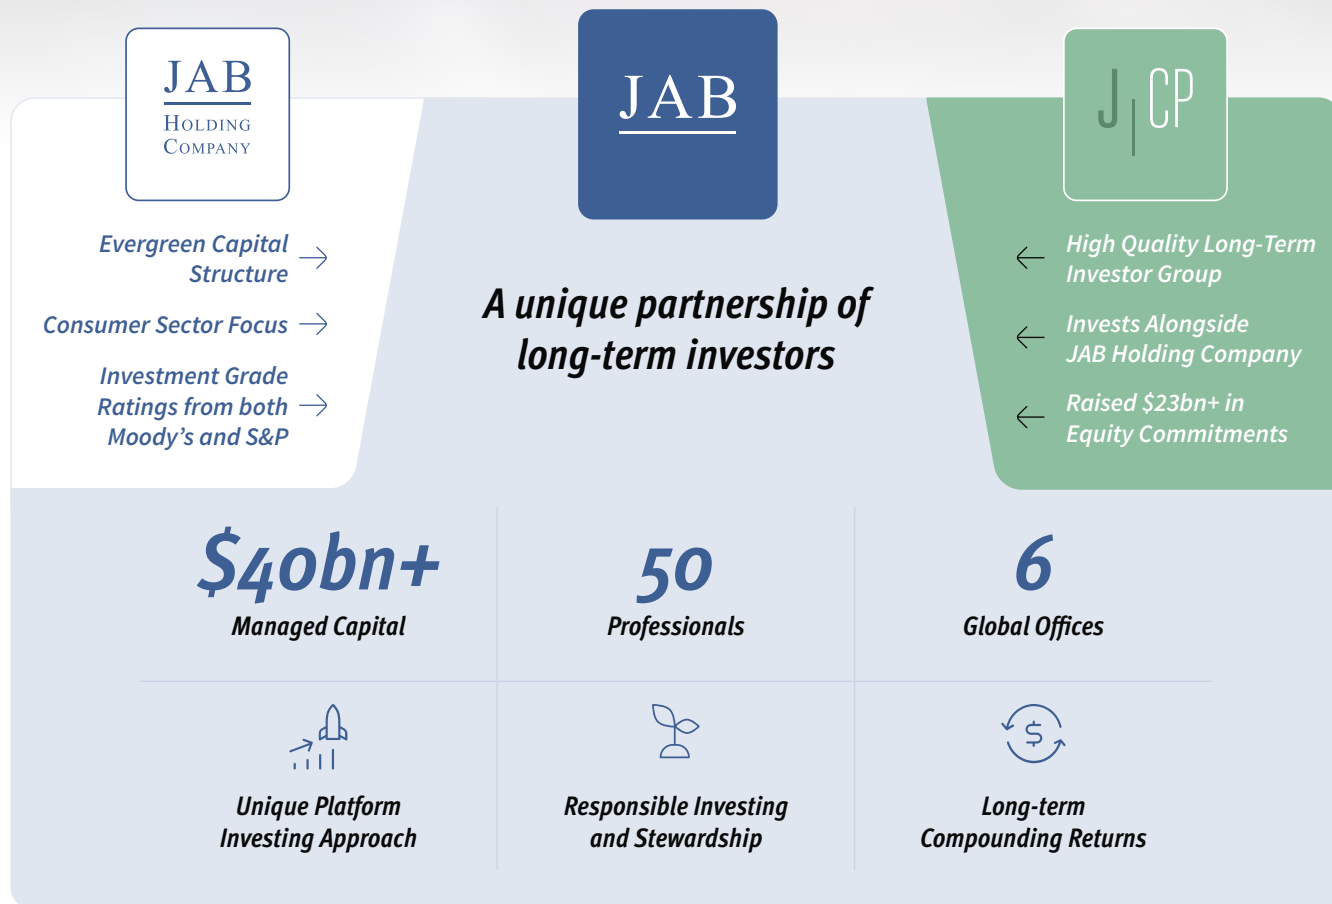 JAB
HOLDING
COMPANY
JAB
J CP
Evergreen Capital
Structure
Consumer Sector Focus
Investment Grade
Ratings from both
Moody’s and S&P
A unique partnership of
long-term investors
High Quality Long-Term
Investor Group
Invests Alongside
JAB Holding Company
Raised $23bn+ in
Equity Commitments
$40bn+
Managed Capital
50
Professionals
6
Global Offices
$
Unique Platform
Investing Approach
Responsible Investing
and Stewardship
Long-term
Compounding Returns